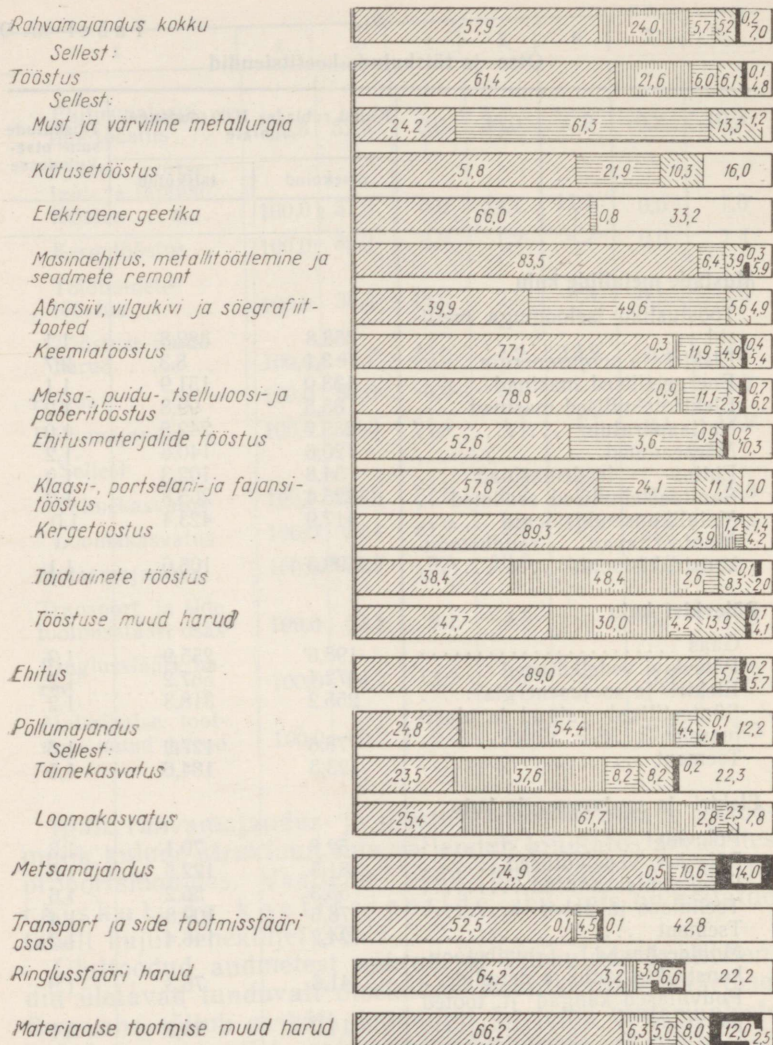 Rahvamajandus kokku 57,9 24,0 5,7 5,2 0,2 7,0
Sellest:
Tööstus 61,4 21,6 6,0 6,1 0,1 4,8
Sellest:
Must ja värviline metallurgia 24,2 61,3 13,3 1,2
Kütusetööstus 51,8 21,9 10,3 16,0
Elektroenergeetika 66,0 0,8 33,2
Masinaehitus, metallitöötlemine ja
seadmete remont 83,5 6,4 3,9 0,3 5,9
Abrasiiv, vilgukivi ja söegrafiit-
tooted 39,9 49,6 5,6 4,9
Keemiatööstus 77,1 0,3 11,9 4,9 0,4 5,4
Metsa-, puidu-, tselluloosi-ja
paberitööstus 78,8 0,9 11,1 2,3 0,7 6,2
Ehitusmaterjalide tööstus 52,6 3,6 0,9 0,2 10,3
Klaasi-, portselani-ja fajansi-
tööstus 57,8 24,1 11,1 7,0
Kergetööstus 89,3 3,9 1,2 1,4 4,2
Toiduainete tööstus 38,4 48,4 2,6 8,3 0,1 2,0
Tööstuse muud harud 47,7 30,0 4,2 13,9 0,1 4,1
Ehitus 89,0 5,1 0,2 5,7
Põllumajandus 24,8 54,4 4,4 4,1 0,1 12,2
Sellest:
Taimekasvatus 23,5 37,6 8,2 8,2 0,2 22,3
Loomakasvatus 25,4 61,7 2,8 2,3 7,8
Metsamajandus 74,9 0,5 10,6 14,0
Transport ja side tootmissfääri
osas 52,5 0,1 4,5 0,1 42,8
Ringlussfääri harud 64,2 3,2 3,8 6,6 22,2
Materiaalse tootmise muud harud 66,2 6,3 5,0 8,0 12,0 2,5